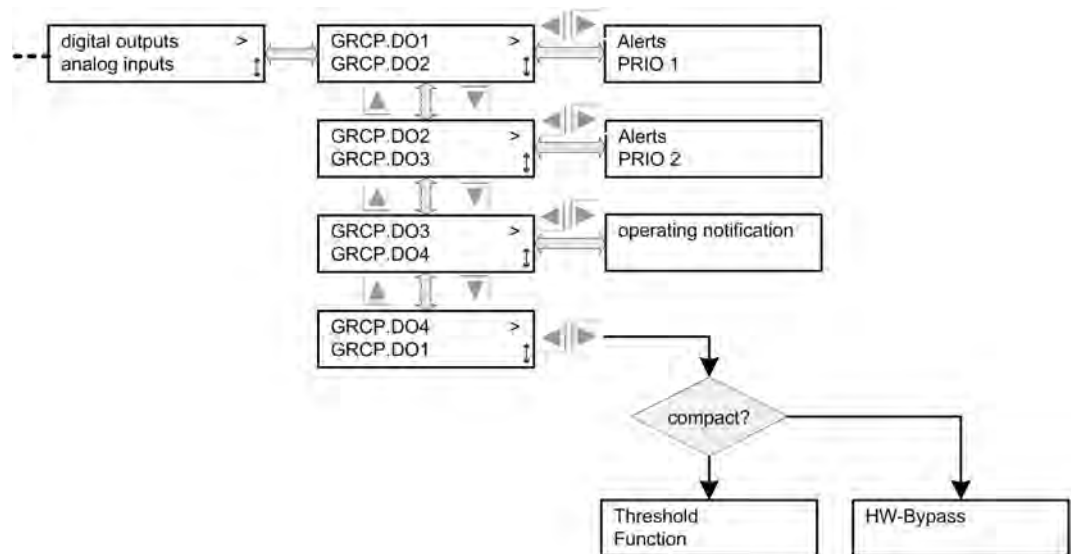 digital outputs >
analog inputs
GRCP.DO1 >
GRCP.DO2
Alerts
PRIO 1
GRCP.DO2 >
GRCP.DO3
Alerts
PRIO 2
GRCP.DO3 >
GRCP.DO4
operating notification
GRCP.DO4 >
GRCP.DO1
compact?
Threshold
Function
HW-Bypass